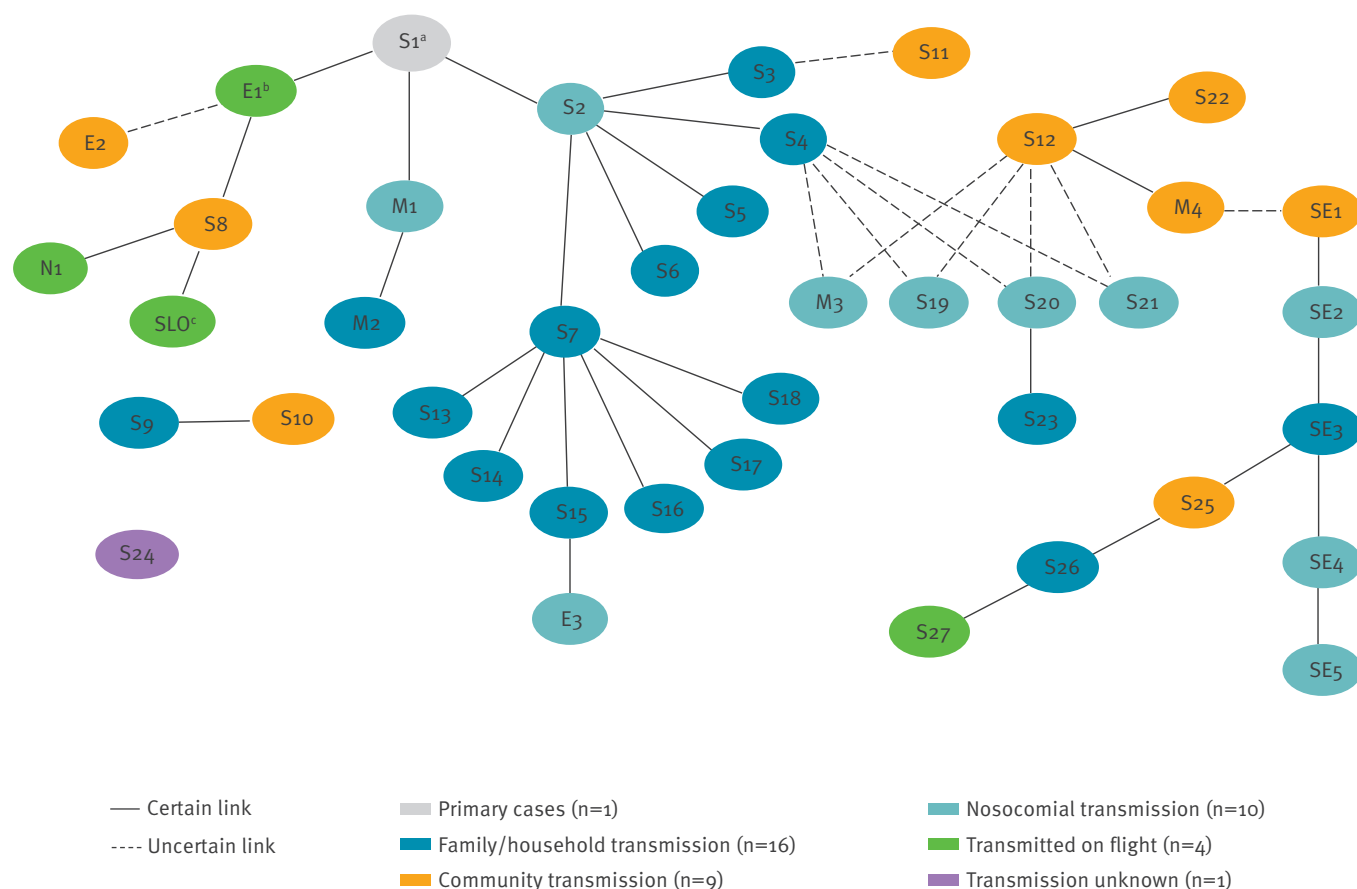 S1a
S11
S3
E1b
S22
S2
E2
S12
S4
M1
M4
SE1
S5
S8
N1
S6
M3
S19
S20
S21
SLOc
M2
SE2
S7
S18
S13
S9
S10
S23
SE3
S17
S14
S25
S15
S16
S24
S26
SE4
E3
S27
SE5
Certain link
Uncertain link
Primary cases (n=1)
Family/household transmission (n=16)
Community transmission (n=9)
Nosocomial transmission (n=10)
Transmitted on flight (n=4)
Transmission unknown (n=1)